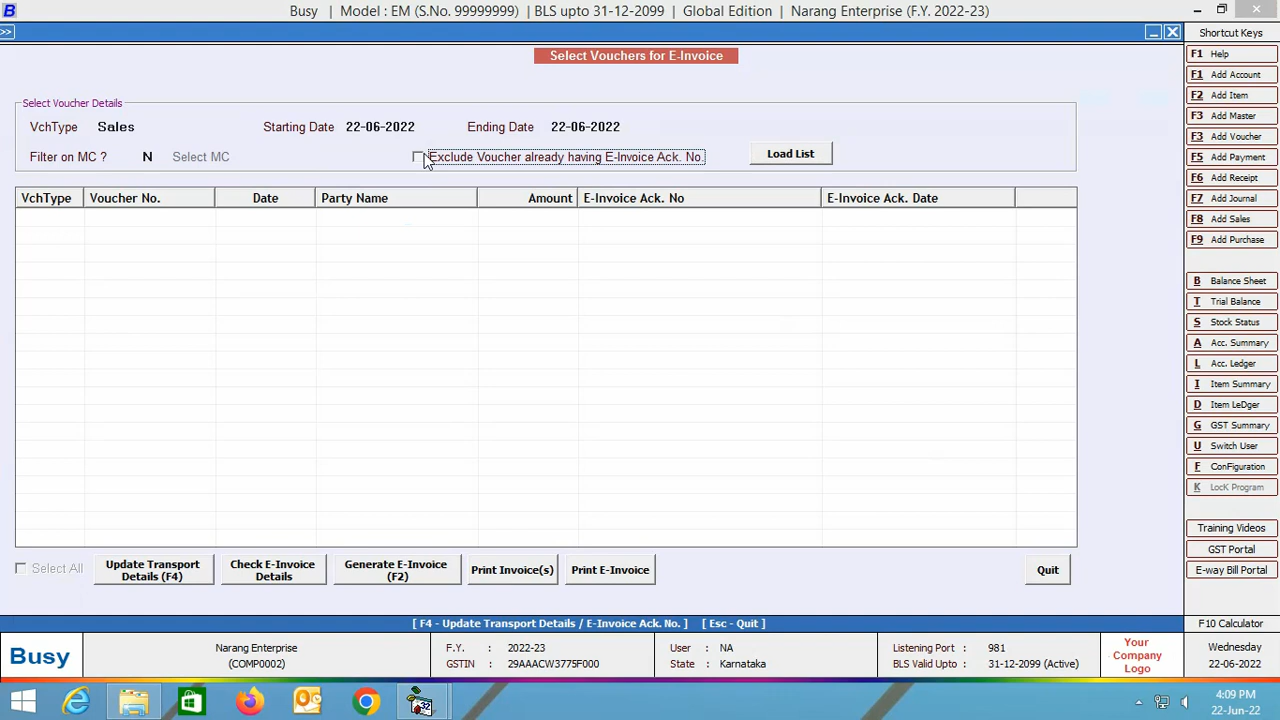 Busy | Model : EM (S.No. 99999999) | BLS upto 31-12-2099 | Global Edition | Narang Enterprise (F.Y. 2022-23)
>>
Select Vouchers for E-Invoice
Select Voucher Details
VchType Sales Starting Date 22-06-2022 Ending Date 22-06-2022
Filter on MC ? N Select MC Exclude Voucher already having E-Invoice Ack. No. Load List
VchType Voucher No. Date Party Name Amount E-Invoice Ack. No E-Invoice Ack. Date
Select All
Update Transport Details (F4)
Check E-Invoice Details
Generate E-Invoice (F2)
Print Invoice(s)
Print E-Invoice
Quit
[ F4 - Update Transport Details / E-Invoice Ack. No. ] [ Esc - Quit ]
Shortcut Keys
F1 Help
F1 Add Account
F2 Add Item
F3 Add Master
F3 Add Voucher
F5 Add Payment
F6 Add Receipt
F7 Add Journal
F8 Add Sales
F9 Add Purchase
B Balance Sheet
T Trial Balance
S Stock Status
A Acc. Summary
L Acc. Ledger
I Item Summary
D Item LeDger
G GST Summary
U Switch User
F ConFiguration
K LocK Program
Training Videos
GST Portal
E-way Bill Portal
F10 Calculator
Busy
Narang Enterprise
(COMP0002)
F.Y. : 2022-23
GSTIN : 29AAACW3775F000
User : NA
State : Karnataka
Listening Port : 981
BLS Valid Upto : 31-12-2099 (Active)
Your
Company
Logo
Wednesday
22-06-2022
4:09 PM
22-Jun-22